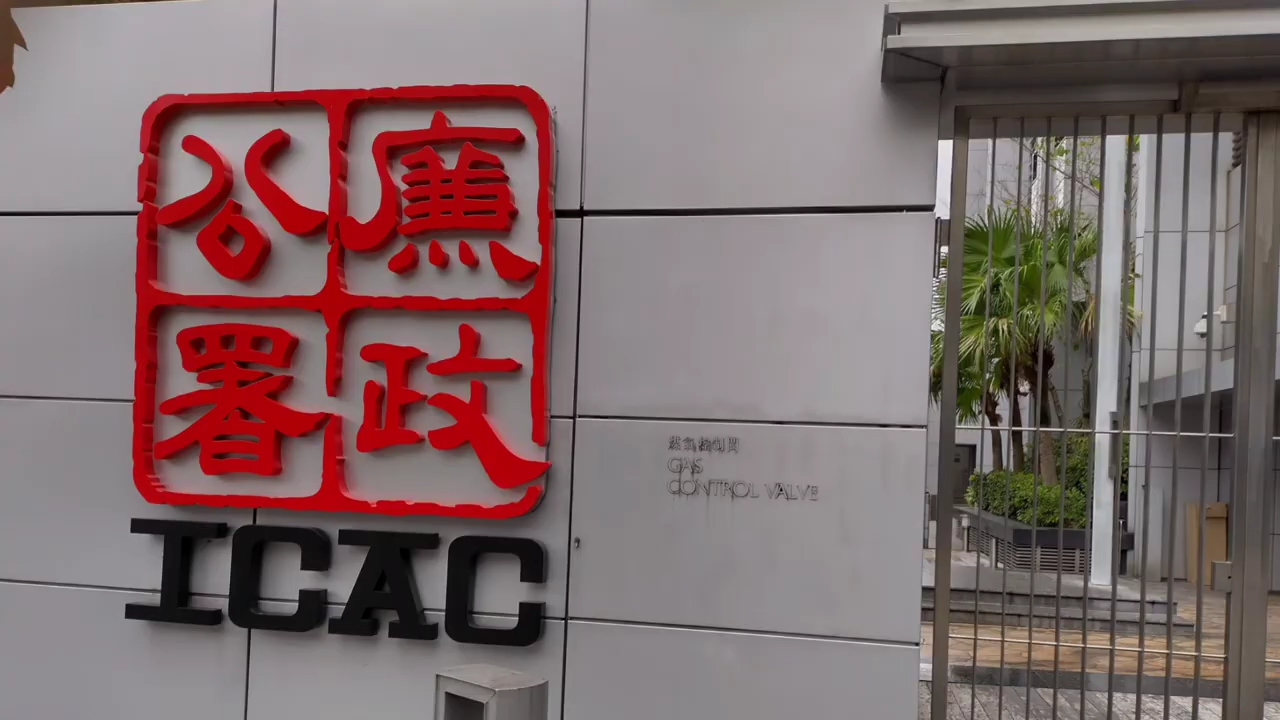 廉政
公署
ICAC
GAS
CONTROL VALVE